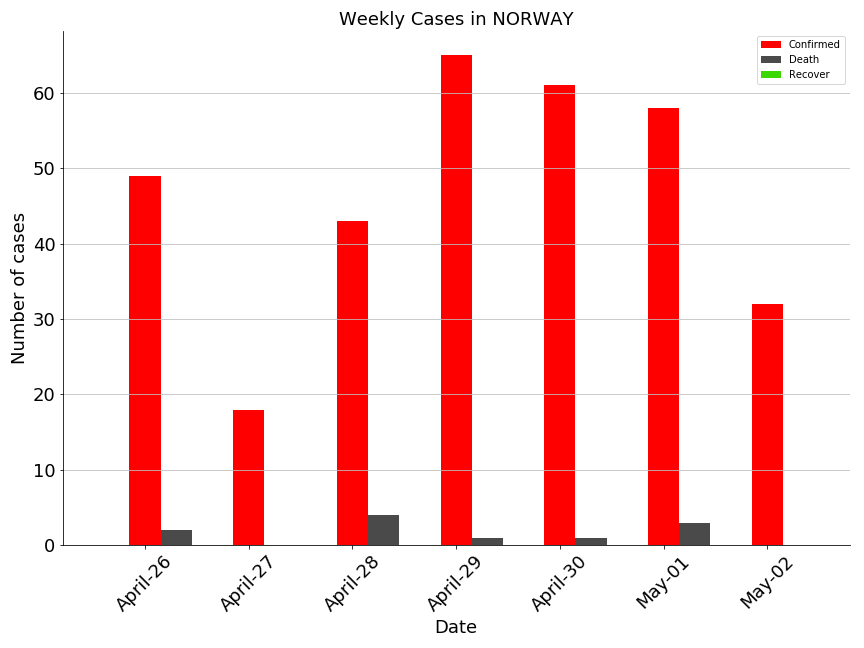 Weekly Cases in NORWAY
Confirmed
Death
Recover
Number of cases
60
50
40
30
20
10
0
April-26
April-27
April-28
April-29
April-30
May-01
May-02
Date